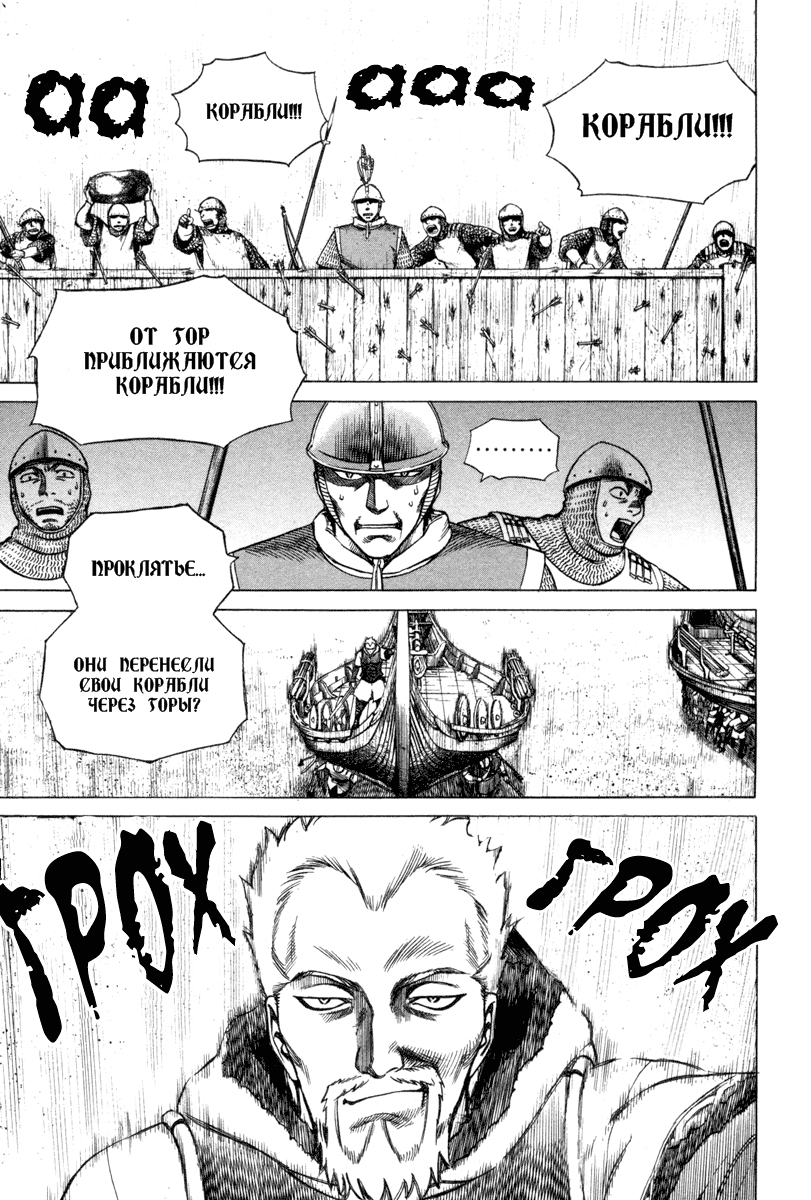 аа
КОРАБЛИ!!!
ааа
КОРАБЛИ!!!
ОТ ГОР
ПРИБЛИЖАЮТСЯ
КОРАБЛИ!!!
..........
ПРОКЛЯТЬЕ...
ОНИ ПЕРЕНЕСЛИ
СВОИ КОРАБЛИ
ЧЕРЕЗ ГОРЫ?
ГРОХ
ГРОХ